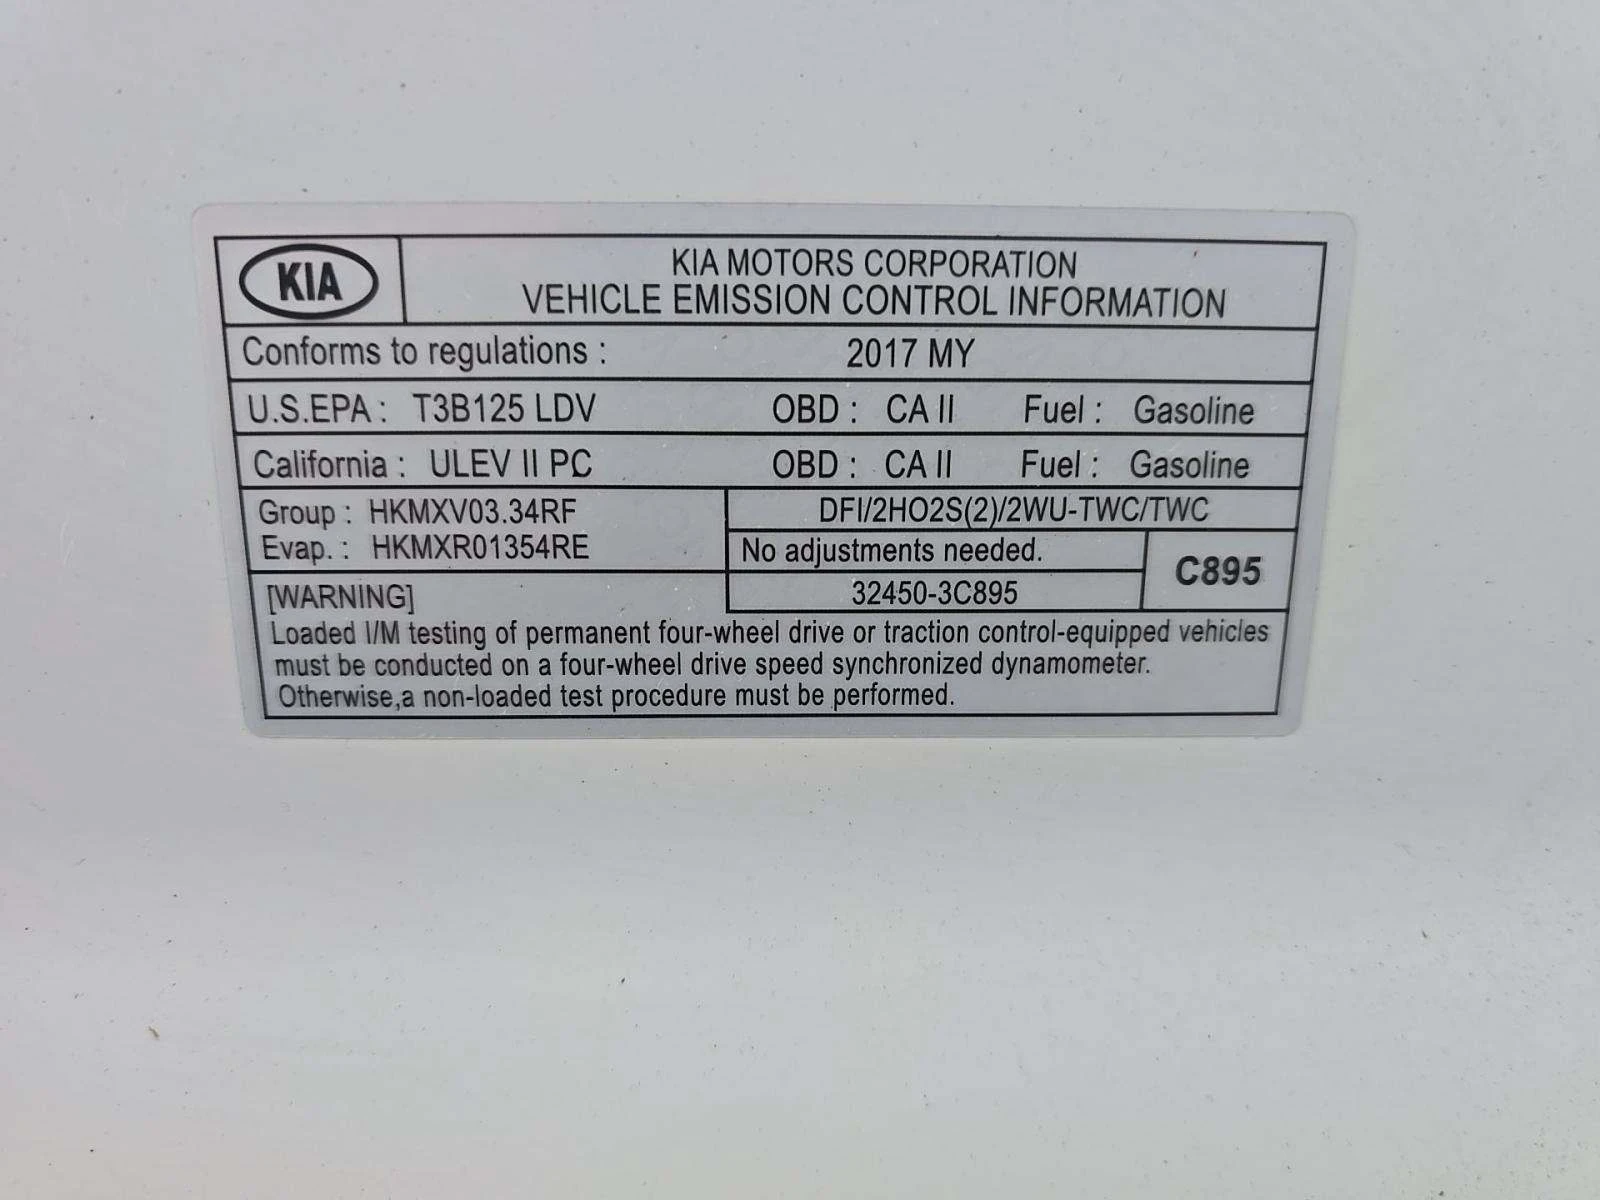 KIA
KIA MOTORS CORPORATION
VEHICLE EMISSION CONTROL INFORMATION
Conforms to regulations : 2017 MY
U.S.EPA : T3B125 LDV OBD : CA II Fuel : Gasoline
California : ULEV II PC OBD : CA II Fuel : Gasoline
Group : HKMXV03.34RF
Evap. : HKMXR01354RE
DFI/2HO2S(2)/2WU-TWC/TWC
No adjustments needed.
32450-3C895
C895
[WARNING]
Loaded I/M testing of permanent four-wheel drive or traction control-equipped vehicles
must be conducted on a four-wheel drive speed synchronized dynamometer.
Otherwise,a non-loaded test procedure must be performed.